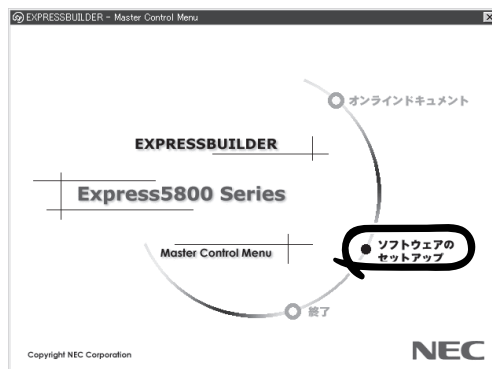 EXPRESSBUILDER - Master Control Menu
オンラインドキュメント
EXPRESSBUILDER
Express5800 Series
ソフトウェアの
セットアップ
Master Control Menu
終了
Copyright NEC Corporation
NEC